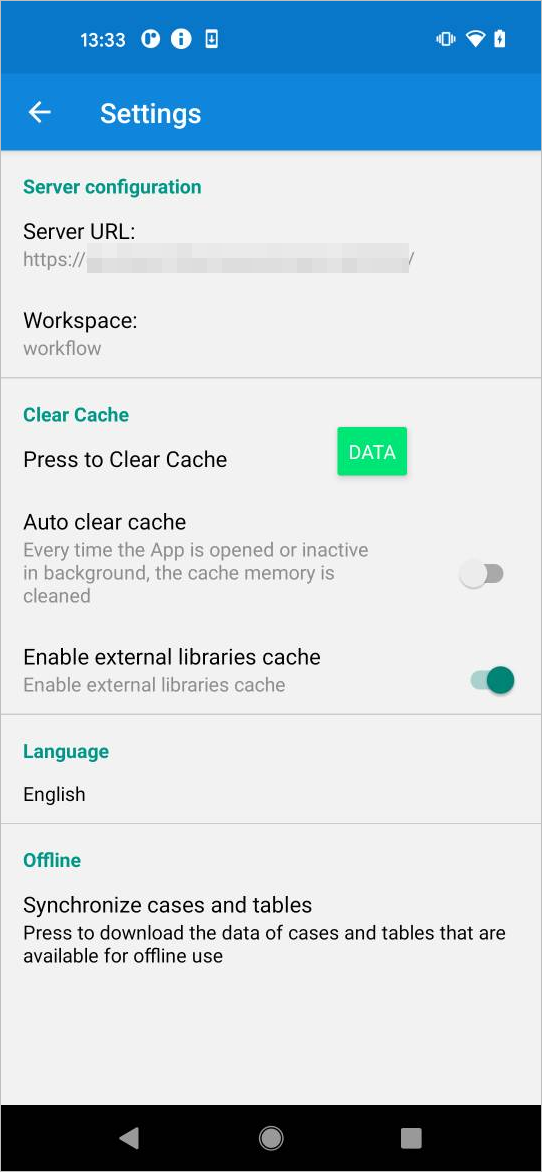 13:33
Settings
Server configuration
Server URL:
https:// /
Workspace:
workflow
Clear Cache
Press to Clear Cache
DATA
Auto clear cache
Every time the App is opened or inactive
in background, the cache memory is
cleaned
Enable external libraries cache
Enable external libraries cache
Language
English
Offline
Synchronize cases and tables
Press to download the data of cases and tables that are
available for offline use